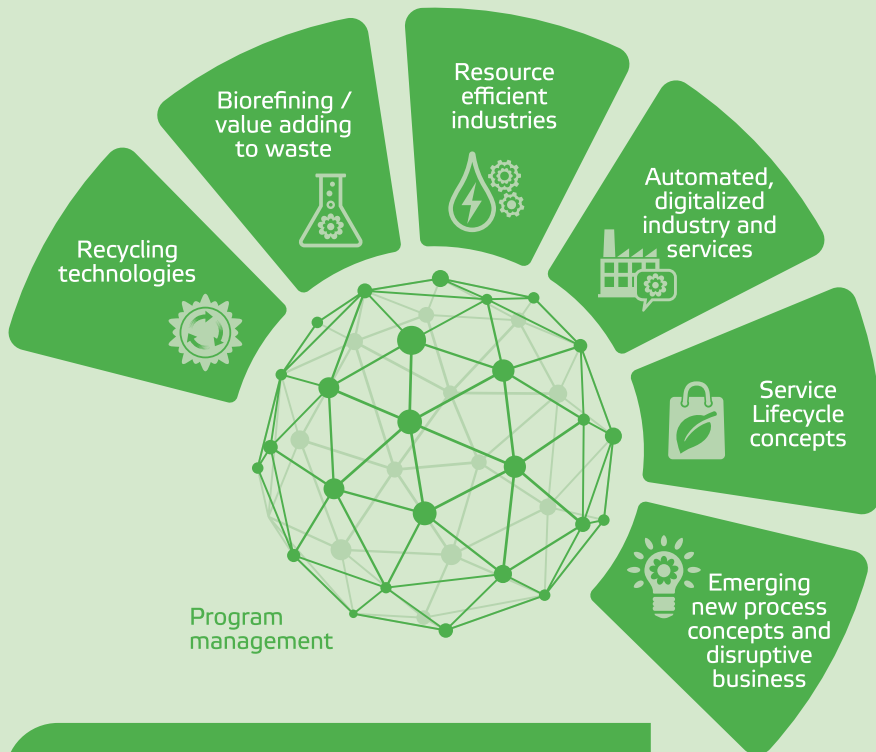 Recycling
technologies
Biorefining /
value adding
to waste
Resource
efficient
industries
Automated,
digitalized
industry and
services
Service
Lifecycle
concepts
Emerging
new process
concepts and
disruptive
business
Program
management